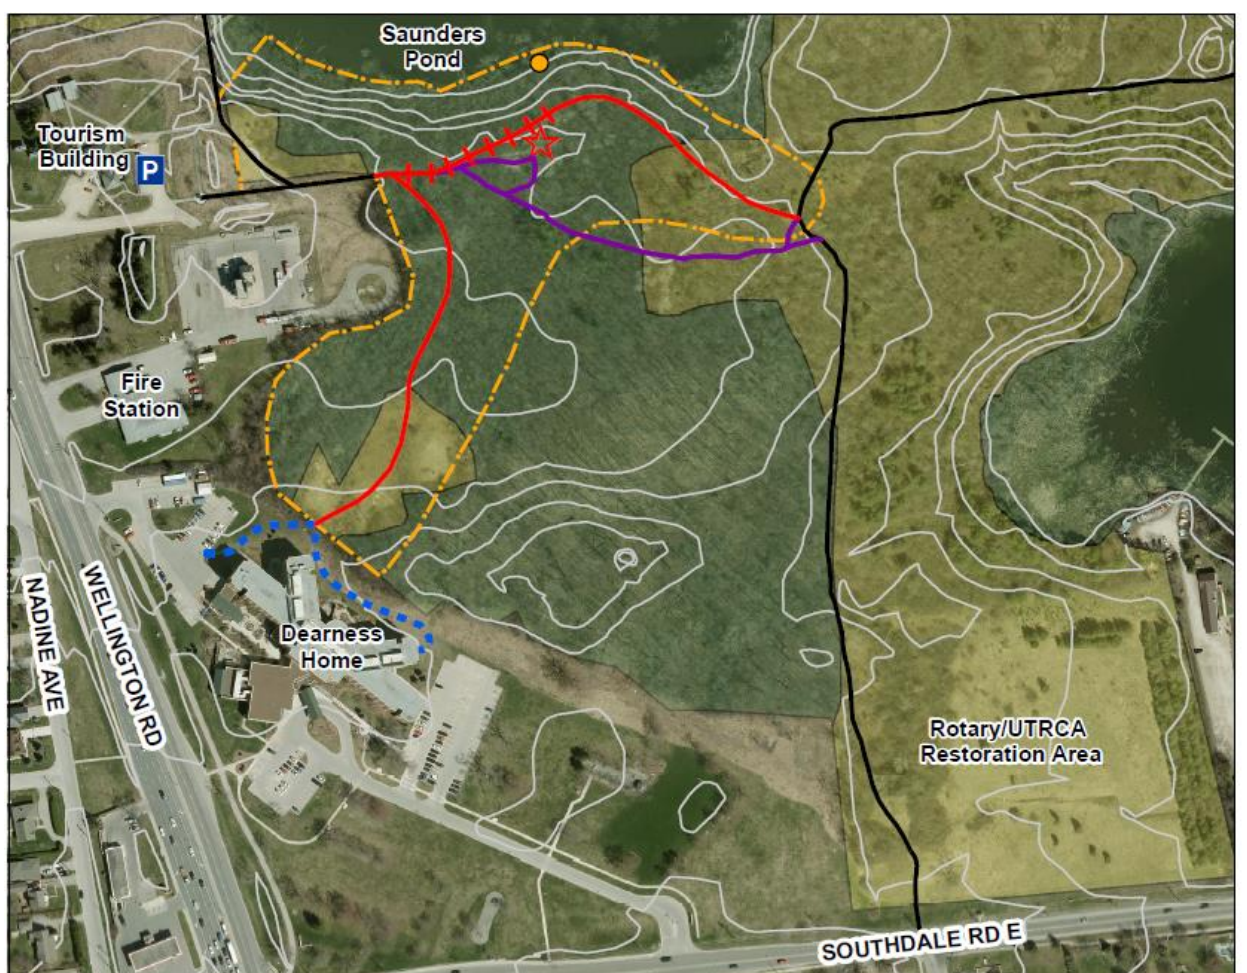 Saunders
Pond
Tourism
Building
P
Fire
Station
NADINE AVE
WELLINGTON RD
Dearness
Home
Rotary/UTRCA
Restoration Area
SOUTHDALE RD E